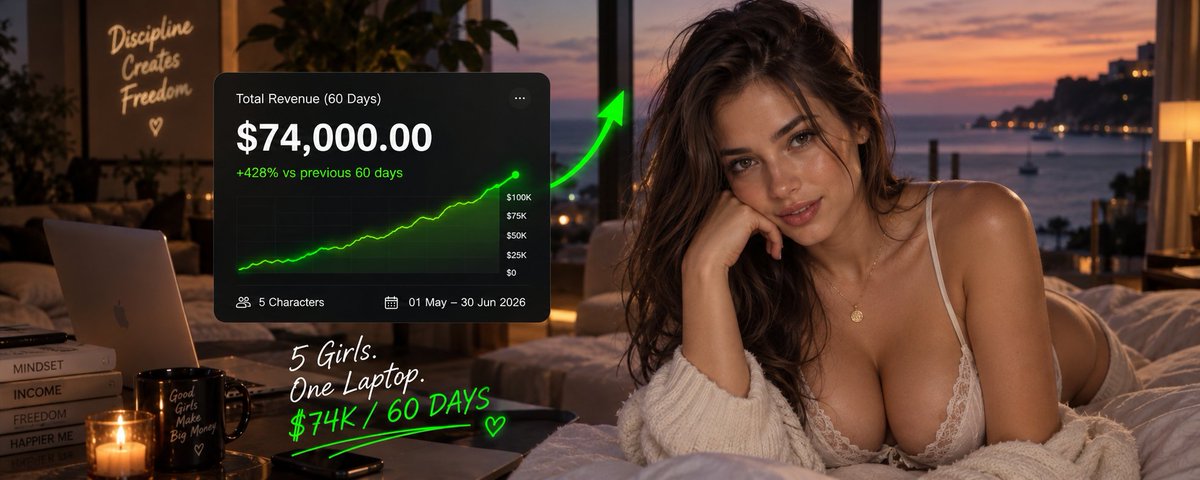 Discipline
Creates
Freedom
Total Revenue (60 Days)
$74,000.00
+428% vs previous 60 days
$100K
$75K
$50K
$25K
$0
5 Characters
01 May – 30 Jun 2026
5 Girls.
One Laptop.
$74K / 60 DAYS
MINDSET
INCOME
FREEDOM
HAPPIER ME
Good
Girls
Make
Big Money